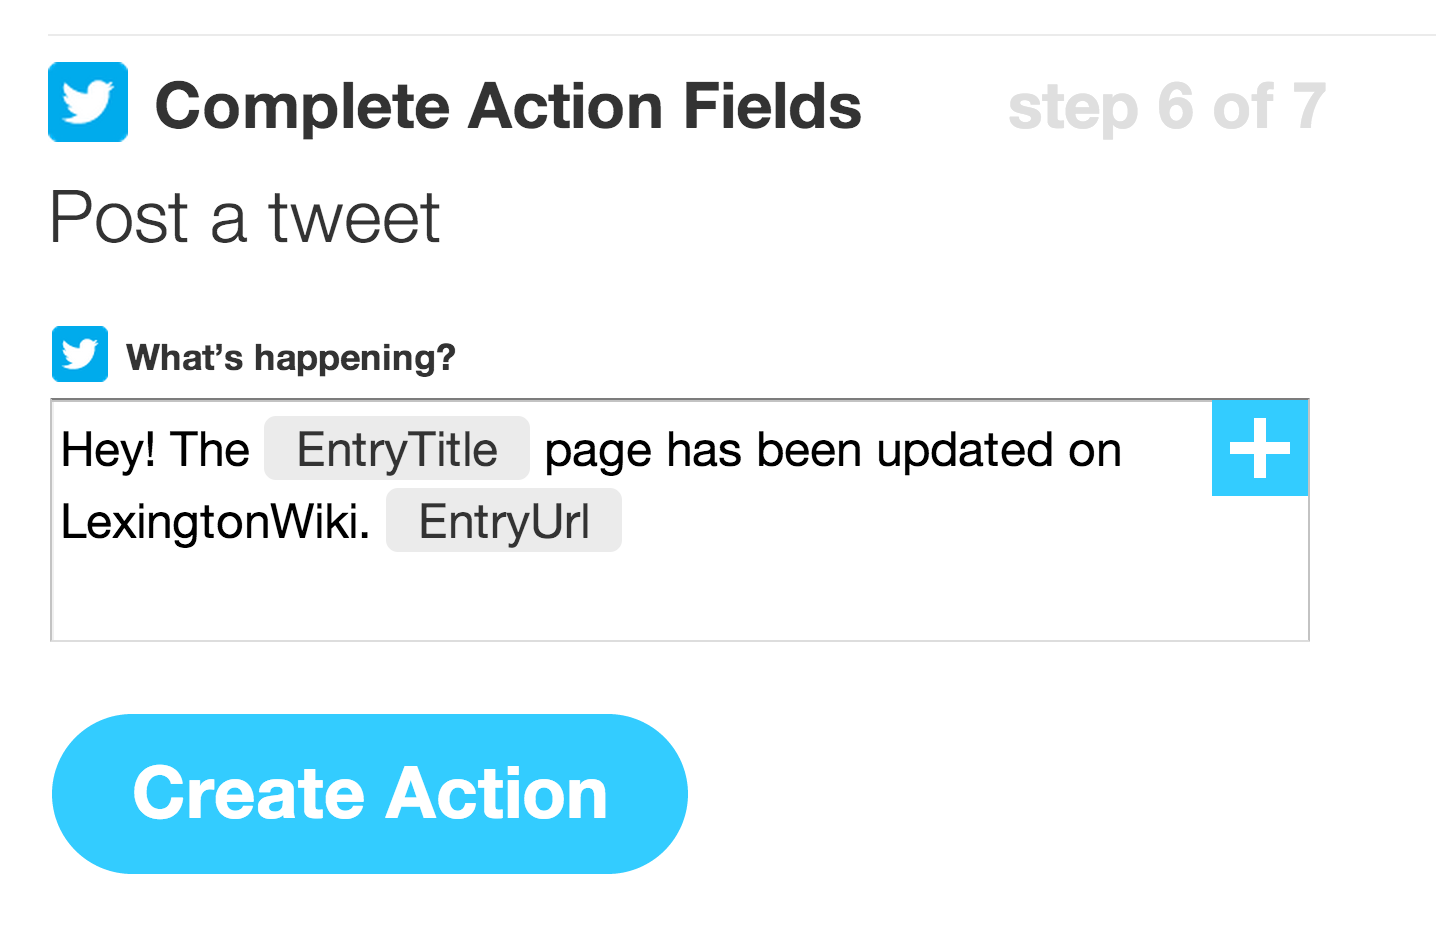 Complete Action Fields step 6 of 7
Post a tweet
What’s happening?
Hey! The EntryTitle page has been updated on
LexingtonWiki. EntryUrl
Create Action